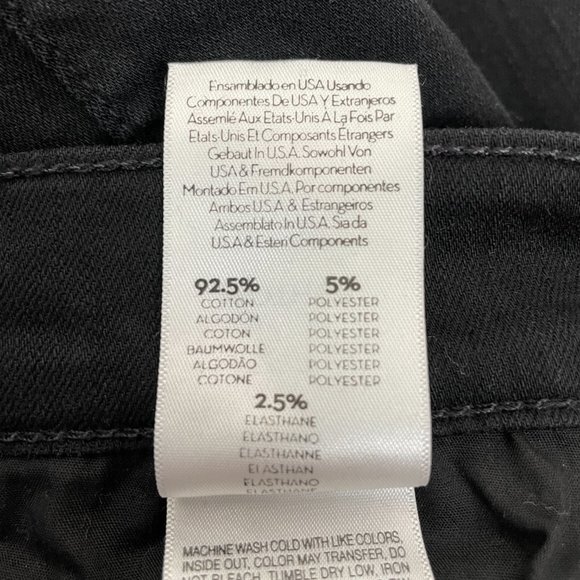 Ensamblado en USA Usando
Componentes De USA Y Extranjeros
Assemlé Aux Etats-Unis A La Fois Par
Etats-Unis Et Composants Étrangers
Gebaut In U.S.A. Sowohl Von
USA & Fremdkomponenten
Montado Em U.S.A. Por componentes
Arribos U.S.A & Estrangeiros
Assemblato In U.S.A. Sia da
U.S.A & Esteri Components
92.5% 5%
COTTON POLYESTER
ALGODÓN POLYESTER
COTON POLYESTER
BAUMWOLLE POLYESTER
ALGODÃO POLYESTER
COTONE POLYESTER
2.5%
ELASTHANE
ELASTHANO
ELASTHANNE
ELASTHAN
ELASTHANO
MACHINE WASH COLD WITH LIKE COLORS,
INSIDE OUT, COLOR MAY TRANSFER, DO
NOT BLEACH, TUMBLE DRY LOW, IRON